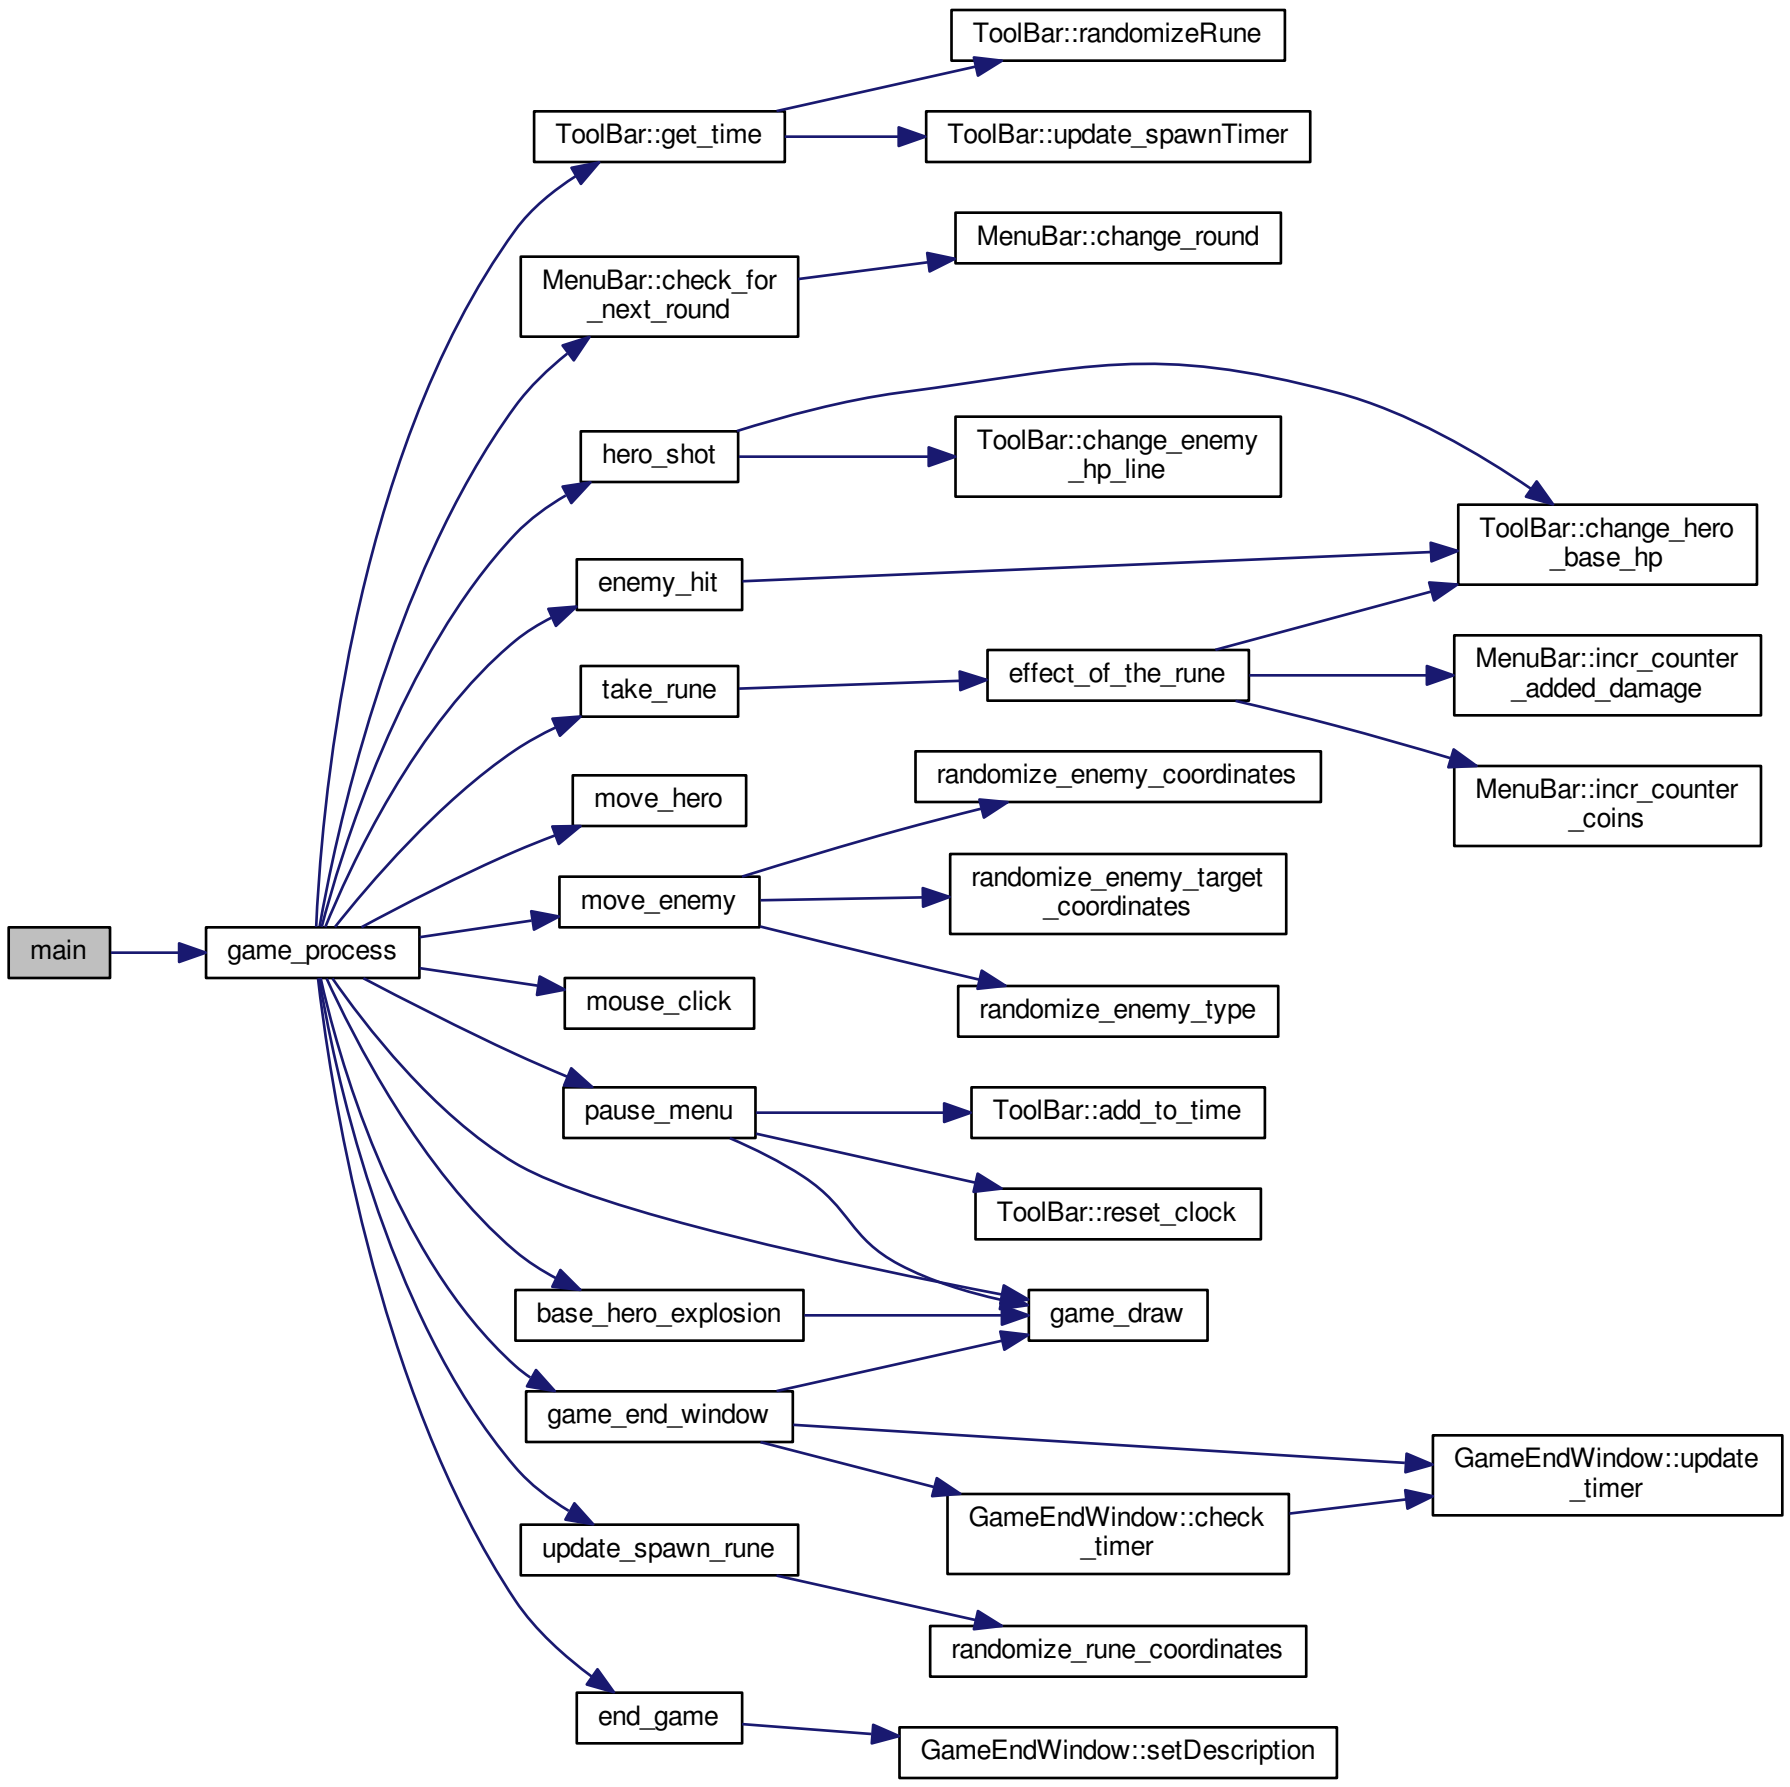 main
game_process
ToolBar::get_time
MenuBar::check_for
_next_round
hero_shot
enemy_hit
take_rune
move_hero
move_enemy
mouse_click
pause_menu
base_hero_explosion
game_end_window
update_spawn_rune
end_game
ToolBar::randomizeRune
ToolBar::update_spawnTimer
MenuBar::change_round
ToolBar::change_enemy
_hp_line
effect_of_the_rune
randomize_enemy_coordinates
randomize_enemy_target
_coordinates
randomize_enemy_type
ToolBar::add_to_time
ToolBar::reset_clock
game_draw
GameEndWindow::check
_timer
randomize_rune_coordinates
GameEndWindow::setDescription
ToolBar::change_hero
_base_hp
MenuBar::incr_counter
_added_damage
MenuBar::incr_counter
_coins
GameEndWindow::update
_timer